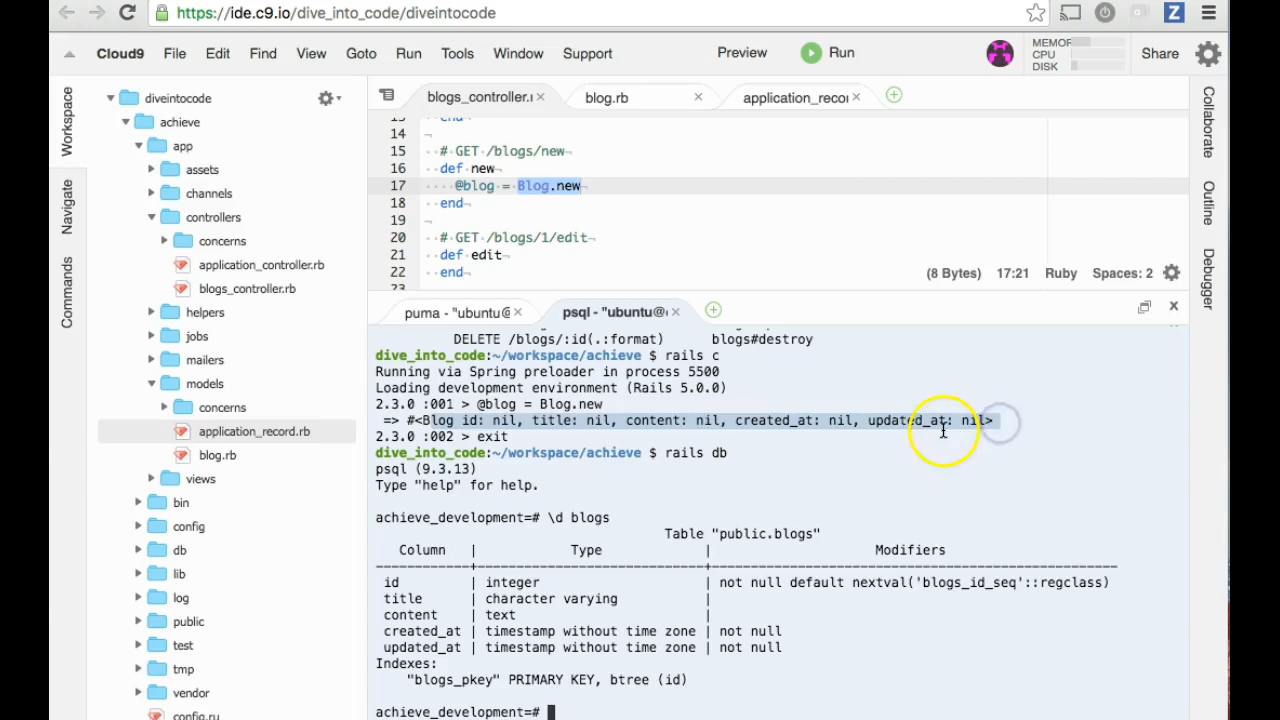 https://ide.c9.io/dive_into_code/diveintocode
Z
Cloud9 File Edit Find View Goto Run Tools Window Support Preview Run MEMOR CPU DISK Share
Workspace
Navigate
Commands
diveintocode
achieve
app
assets
channels
controllers
concerns
application_controller.rb
blogs_controller.rb
helpers
jobs
mailers
models
concerns
application_record.rb
blog.rb
views
bin
config
db
lib
log
public
test
tmp
vendor
config.ru
blogs_controller.r blog.rb application_recor
13 end
14
15 # GET /blogs/new
16 def new
17 @blog = Blog.new
18 end
19
20 # GET /blogs/1/edit
21 def edit
22 end
23
(8 Bytes) 17:21 Ruby Spaces: 2
puma - "ubuntu@ psql - "ubuntu@
DELETE /blogs/:id(.:format) blogs#destroy
dive_into_code:~/workspace/achieve $ rails c
Running via Spring preloader in process 5500
Loading development environment (Rails 5.0.0)
2.3.0 :001 > @blog = Blog.new
=> #<Blog id: nil, title: nil, content: nil, created_at: nil, updated_at: nil>
2.3.0 :002 > exit
dive_into_code:~/workspace/achieve $ rails db
psql (9.3.13)
Type "help" for help.
achieve_development=# \d blogs
Table "public.blogs"
Column | Type | Modifiers
------------+-----------------------------+----------------------------------------------------
id | integer | not null default nextval('blogs_id_seq'::regclass)
title | character varying |
content | text |
created_at | timestamp without time zone | not null
updated_at | timestamp without time zone | not null
Indexes:
"blogs_pkey" PRIMARY KEY, btree (id)
achieve_development=#
Collaborate
Outline
Debugger